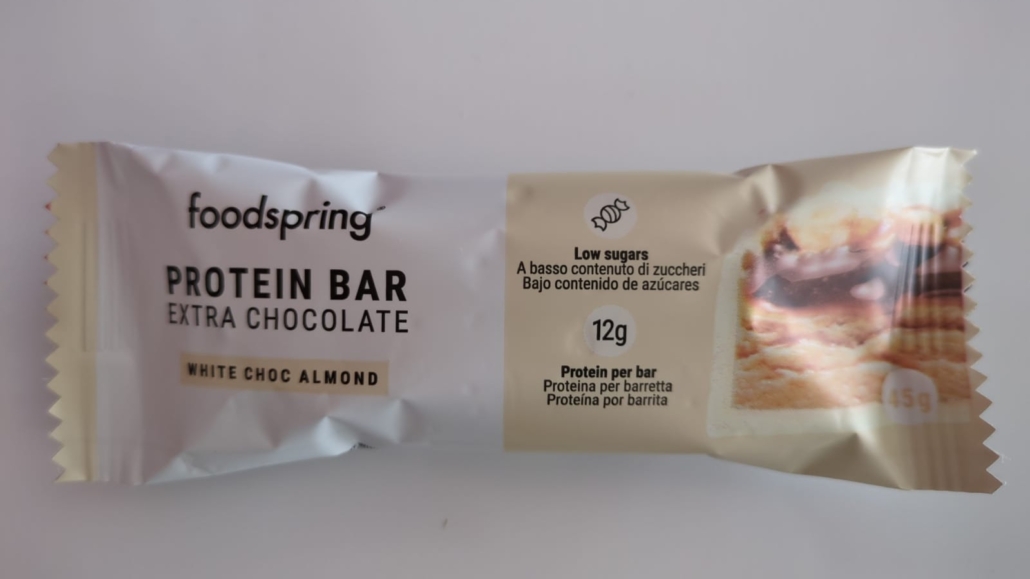 foodspring
PROTEIN BAR
EXTRA CHOCOLATE
WHITE CHOC ALMOND
Low sugars
A basso contenuto di zuccheri
Bajo contenido de azúcares
12g
Protein per bar
Proteina per barretta
Proteína por barrita
45g